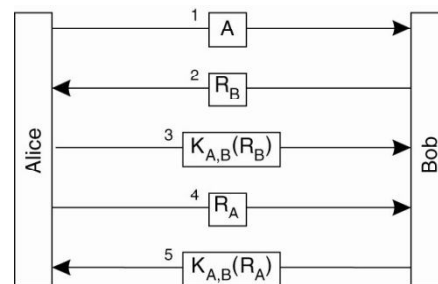 Alice
Bob
1 A
2 R_B
3 K_A,B(R_B)
4 R_A
5 K_A,B(R_A)